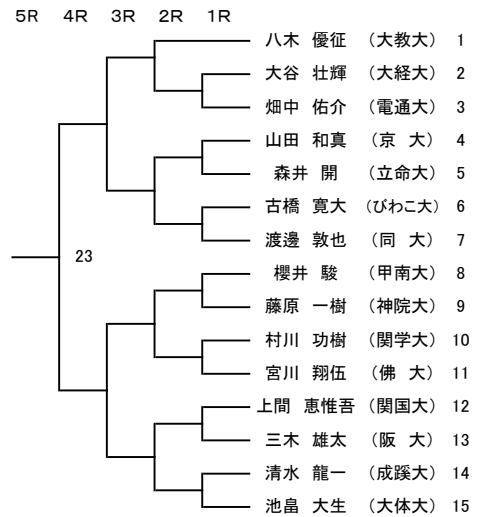 5R 4R 3R 2R 1R
八木 優征 (大教大) 1
大谷 壮輝 (大経大) 2
畑中 佑介 (電通大) 3
山田 和真 (京 大) 4
森井 開 (立命大) 5
古橋 寛大 (びわこ大) 6
渡邊 敦也 (同 大) 7
23
櫻井 駿 (甲南大) 8
藤原 一樹 (神院大) 9
村川 功樹 (関学大) 10
宮川 翔伍 (佛 大) 11
上間 恵惟吾 (関国大) 12
三木 雄太 (阪 大) 13
清水 龍一 (成蹊大) 14
池畠 大生 (大体大) 15